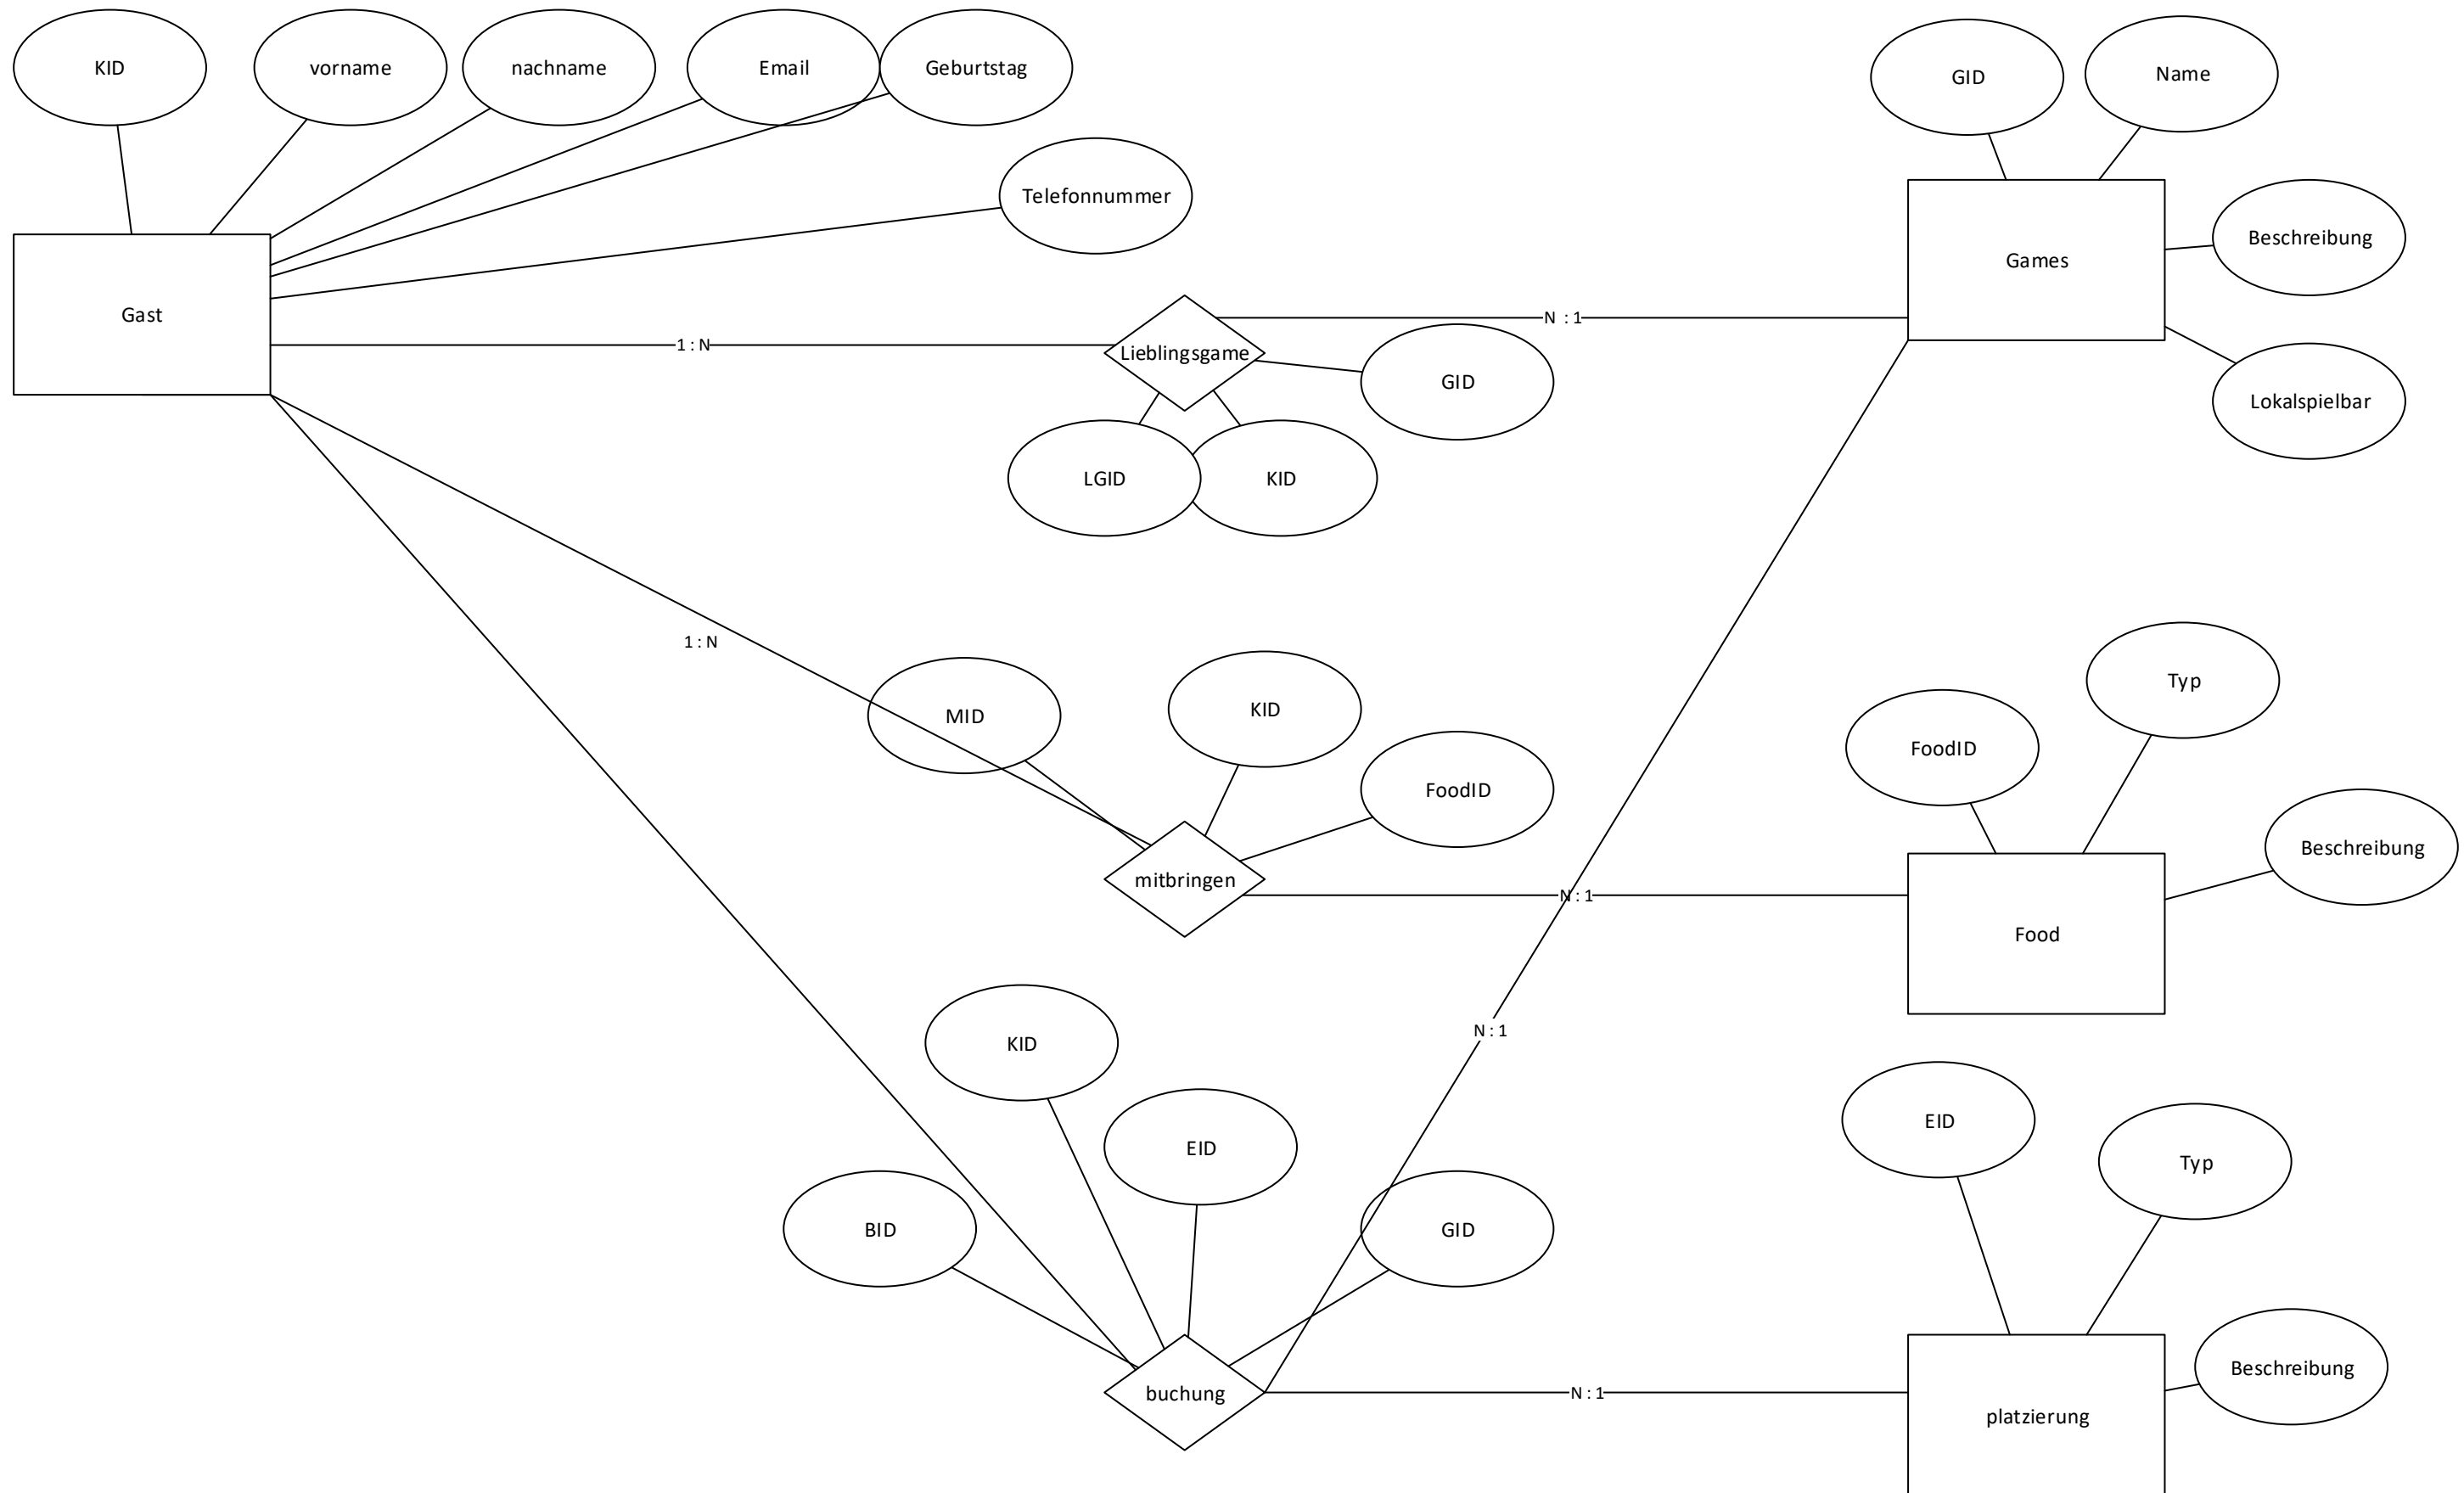 KID
vorname
nachname
Email
Geburtstag
GID
Name
Telefonnummer
Beschreibung
Games
Gast
N : 1
1 : N
Lieblingsgame
GID
Lokalspielbar
LGID
KID
1 : N
Typ
MID
KID
FoodID
FoodID
Beschreibung
mitbringen
N : 1
Food
N : 1
KID
EID
EID
Typ
BID
GID
Beschreibung
buchung
N : 1
platzierung